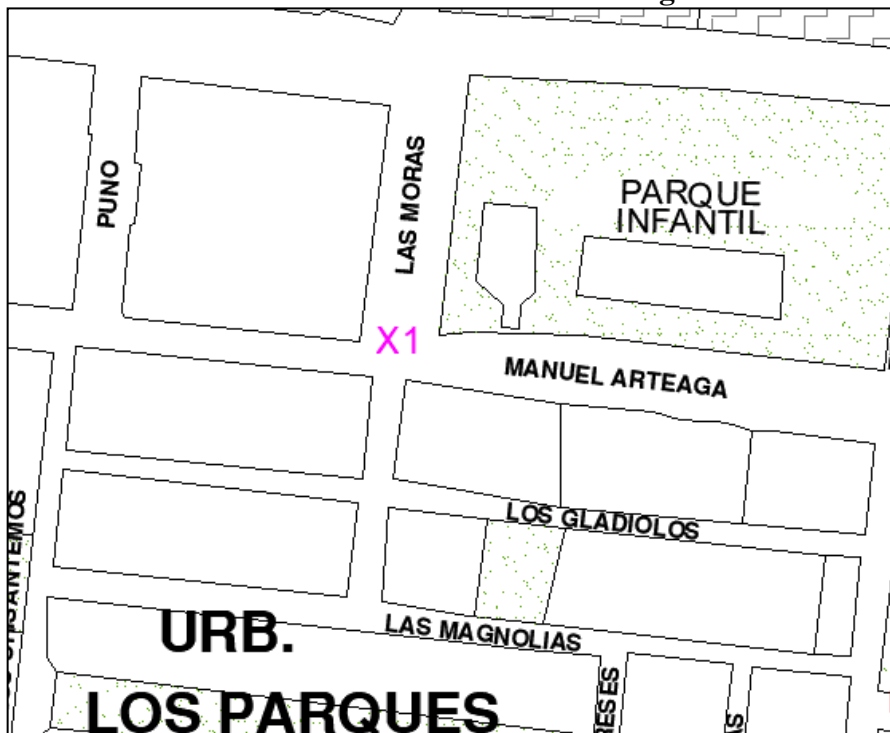 PUNO
LAS MORAS
PARQUE
INFANTIL
X1
MANUEL ARTEAGA
LOS GLADIOLOS
LAS MAGNOLIAS
URB.
LOS PARQUES